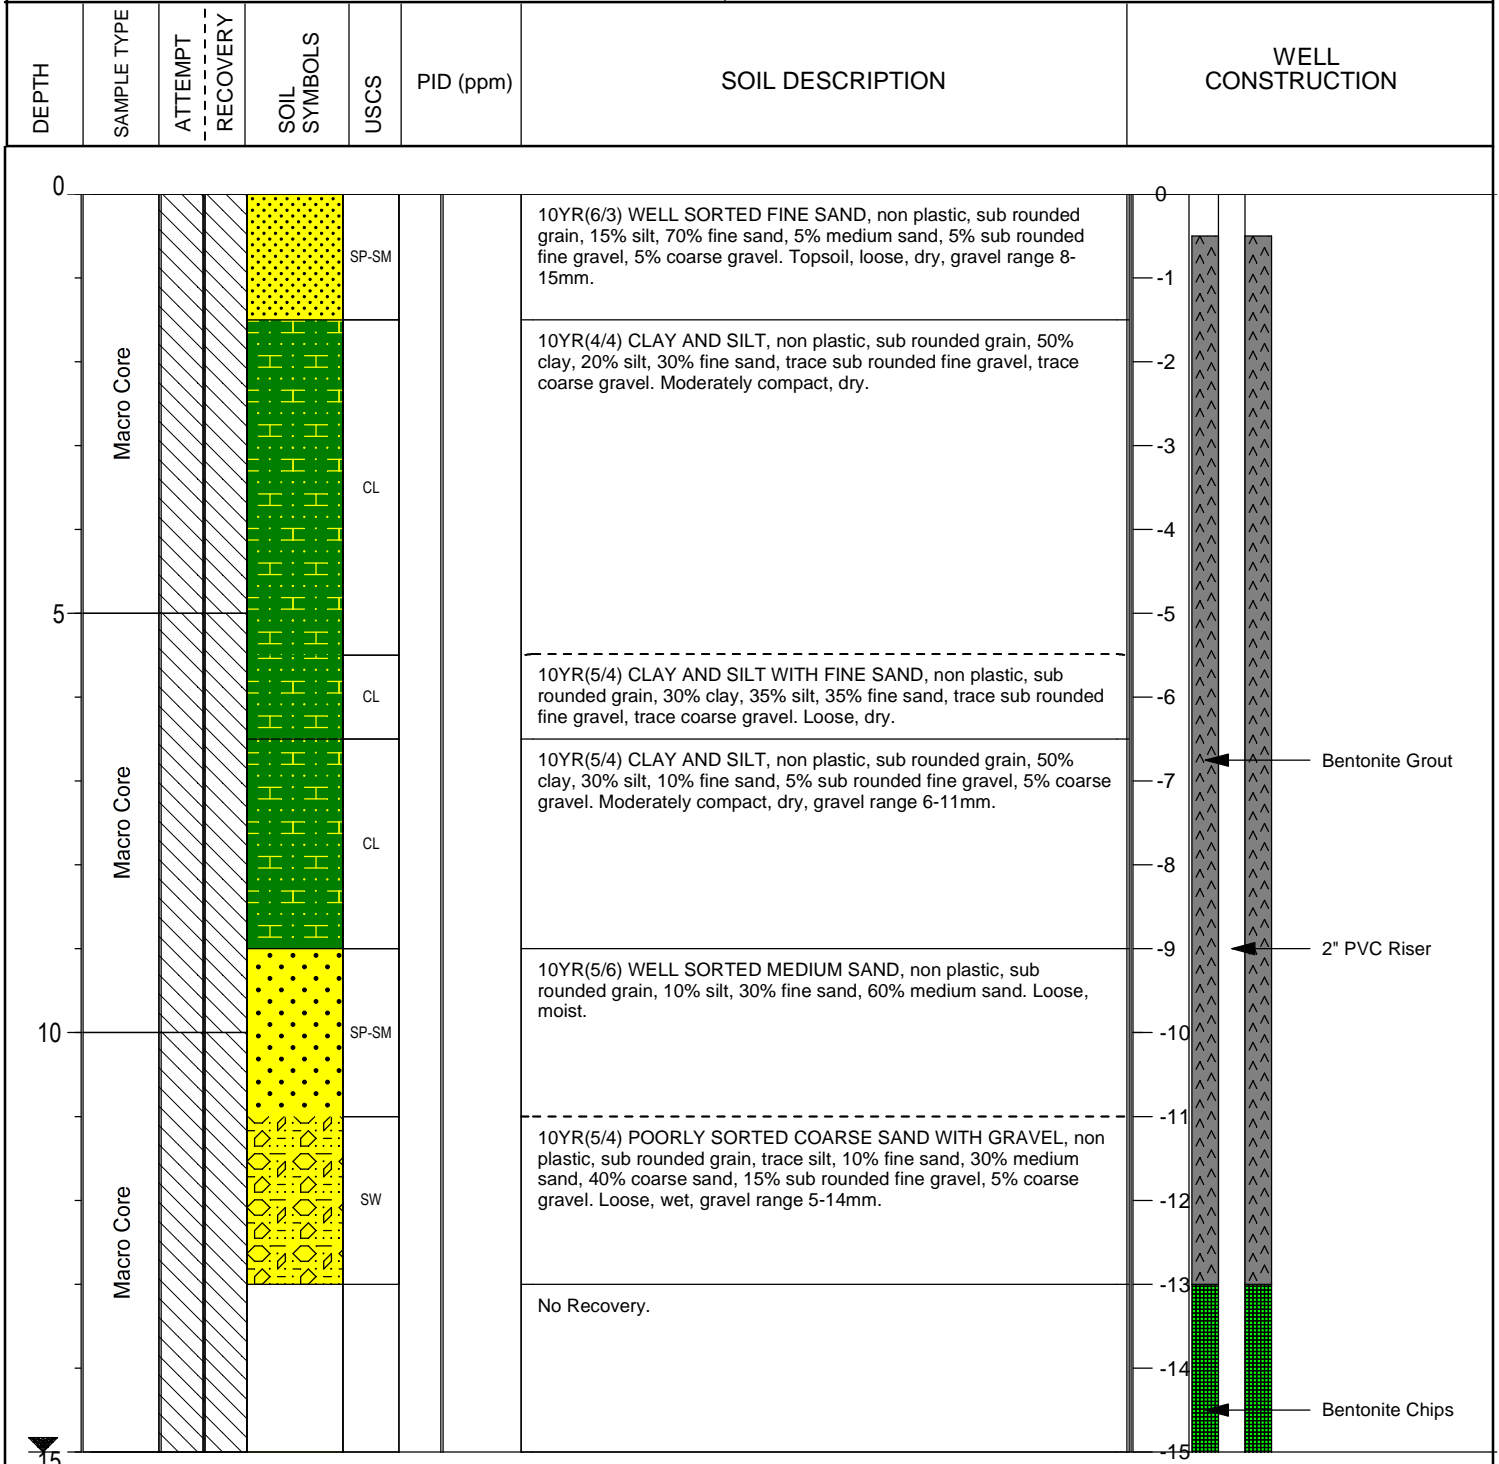 DEPTH
SAMPLE TYPE
ATTEMPT
RECOVERY
SOIL
SYMBOLS
USCS
PID (ppm)
SOIL DESCRIPTION
WELL
CONSTRUCTION
0
5
10
15
Macro Core
Macro Core
Macro Core
SP-SM
CL
CL
CL
SP-SM
SW
10YR(6/3) WELL SORTED FINE SAND, non plastic, sub rounded
grain, 15% silt, 70% fine sand, 5% medium sand, 5% sub rounded
fine gravel, 5% coarse gravel. Topsoil, loose, dry, gravel range 8-
15mm.
10YR(4/4) CLAY AND SILT, non plastic, sub rounded grain, 50%
clay, 20% silt, 30% fine sand, trace sub rounded fine gravel, trace
coarse gravel. Moderately compact, dry.
10YR(5/4) CLAY AND SILT WITH FINE SAND, non plastic, sub
rounded grain, 30% clay, 35% silt, 35% fine sand, trace sub rounded
fine gravel, trace coarse gravel. Loose, dry.
10YR(5/4) CLAY AND SILT, non plastic, sub rounded grain, 50%
clay, 30% silt, 10% fine sand, 5% sub rounded fine gravel, 5% coarse
gravel. Moderately compact, dry, gravel range 6-11mm.
10YR(5/6) WELL SORTED MEDIUM SAND, non plastic, sub
rounded grain, 10% silt, 30% fine sand, 60% medium sand. Loose,
moist.
10YR(5/4) POORLY SORTED COARSE SAND WITH GRAVEL, non
plastic, sub rounded grain, trace silt, 10% fine sand, 30% medium
sand, 40% coarse sand, 15% sub rounded fine gravel, 5% coarse
gravel. Loose, wet, gravel range 5-14mm.
No Recovery.
0
-1
-2
-3
-4
-5
-6
-7
-8
-9
-10
-11
-12
-13
-14
-15
Bentonite Grout
2" PVC Riser
Bentonite Chips